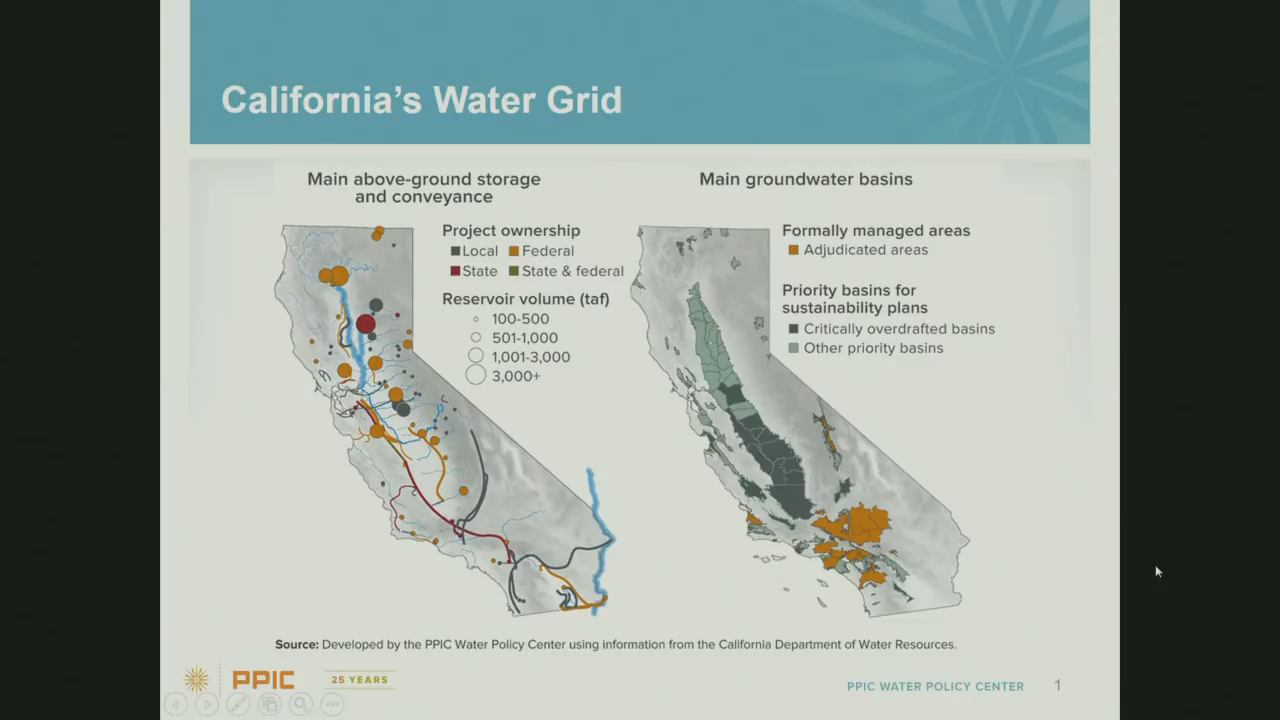 California's Water Grid
Main above-ground storage
and conveyance
Project ownership
Local
Federal
State
State & federal
Reservoir volume (taf)
100-500
501-1,000
1,001-3,000
3,000+
Main groundwater basins
Formally managed areas
Adjudicated areas
Priority basins for
sustainability plans
Critically overdrafted basins
Other priority basins
Source: Developed by the PPIC Water Policy Center using information from the California Department of Water Resources.
PPIC
25 YEARS
PPIC WATER POLICY CENTER
1